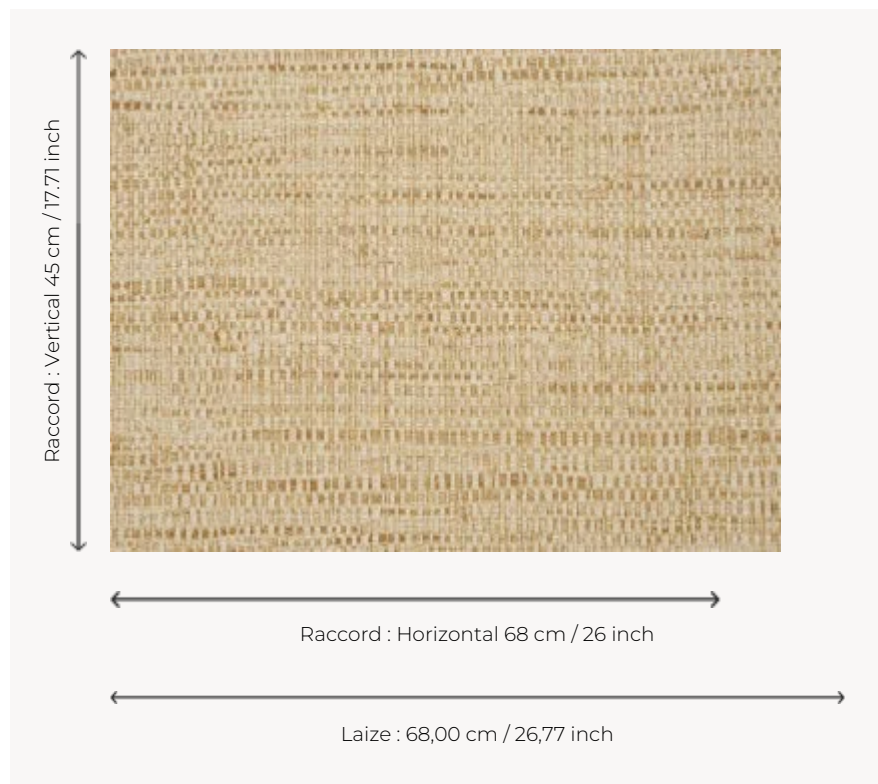 Raccord : Vertical 45 cm / 17.71 inch
Raccord : Horizontal 68 cm / 26 inch
Laize : 68,00 cm / 26,77 inch